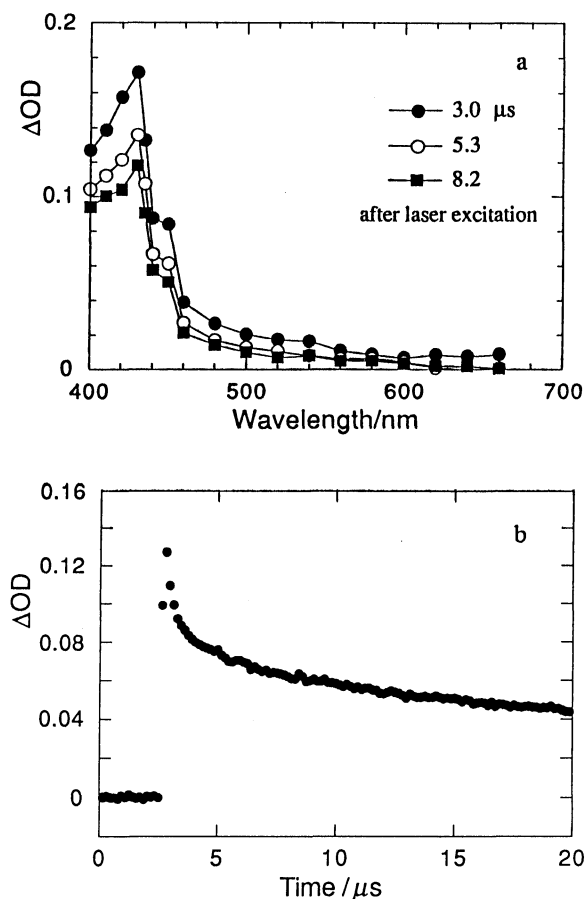 0.2
a
3.0 μs
5.3
8.2
after laser excitation
ΔOD
0.1
0
400 500 600 700
Wavelength/nm
0.16
b
0.12
ΔOD
0.08
0.04
0
0 5 10 15 20
Time / μs